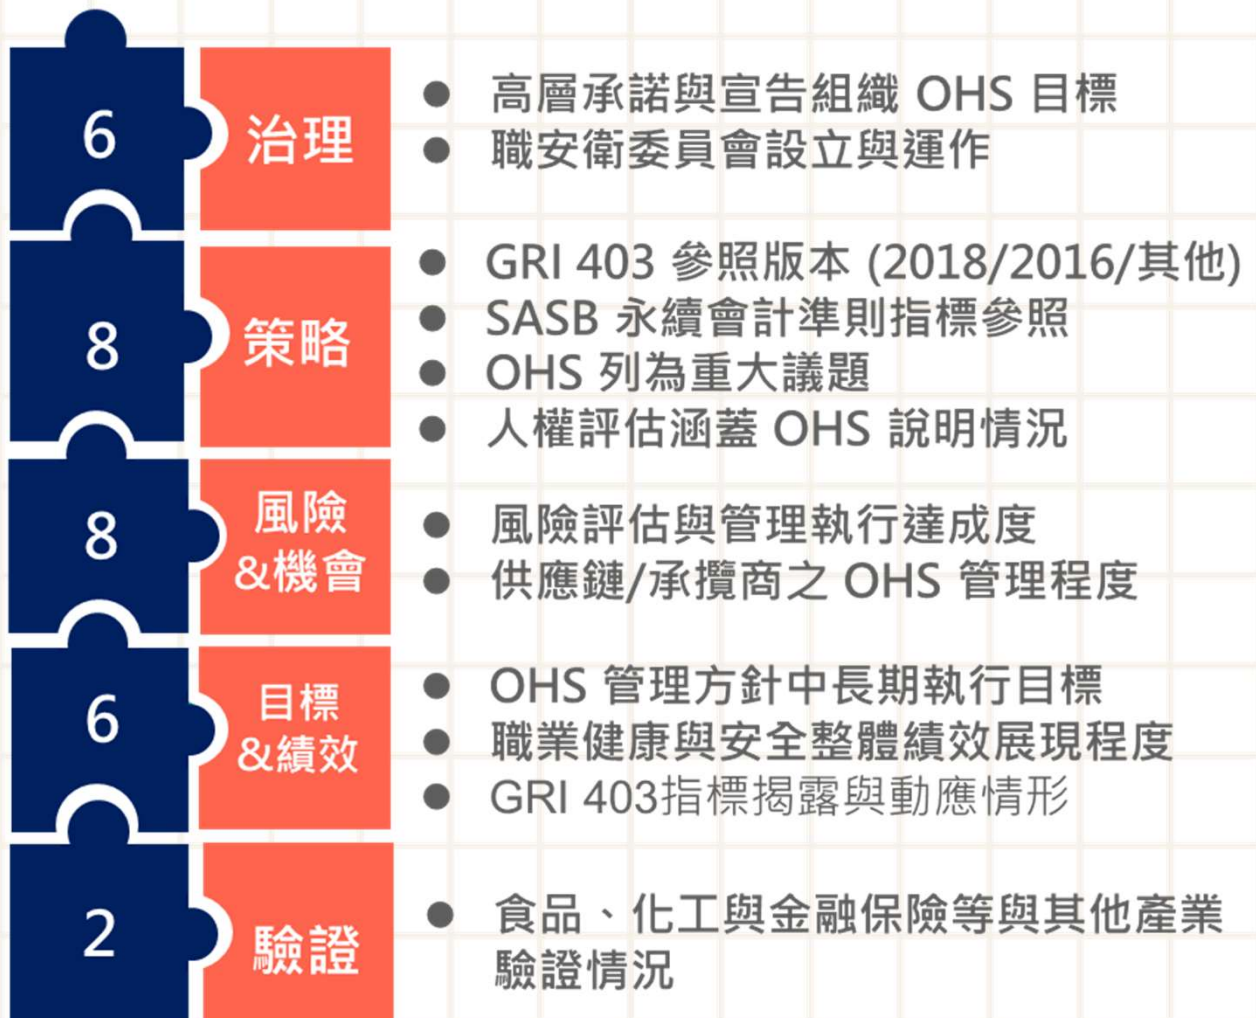 6
治理
● 高層承諾與宣告組織 OHS 目標
● 職安衛委員會設立與運作
8
策略
● GRI 403 參照版本 (2018/2016/其他)
● SASB 永續會計準則指標參照
● OHS 列為重大議題
● 人權評估涵蓋 OHS 說明情況
8
風險
&機會
● 風險評估與管理執行達成度
● 供應鏈/承攬商之 OHS 管理程度
6
目標
&績效
● OHS 管理方針中長期執行目標
● 職業健康與安全整體績效展現程度
● GRI 403指標揭露與動應情形
2
驗證
● 食品、化工與金融保險等與其他產業
驗證情況